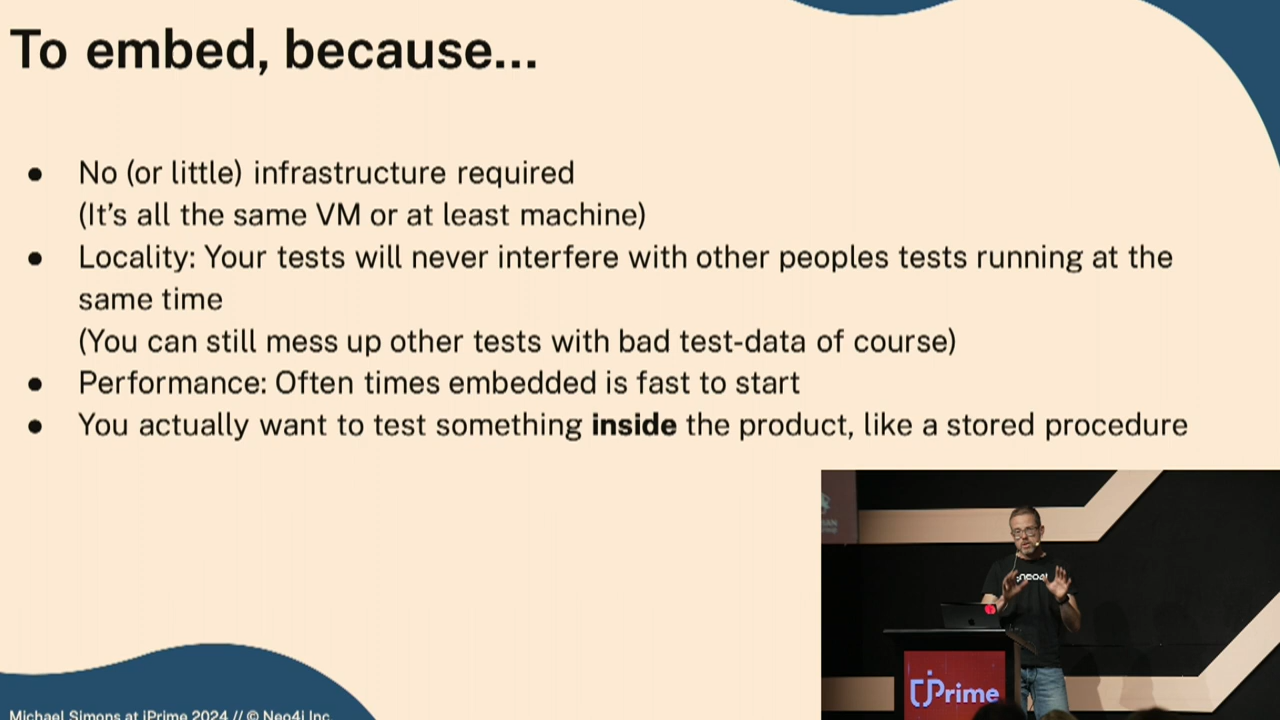 To embed, because...
● No (or little) infrastructure required
(It’s all the same VM or at least machine)
● Locality: Your tests will never interfere with other peoples tests running at the
same time
(You can still mess up other tests with bad test-data of course)
● Performance: Often times embedded is fast to start
● You actually want to test something inside the product, like a stored procedure
neo4j
jPrime
Michael Simons at jPrime 2024 // © Neo4j Inc